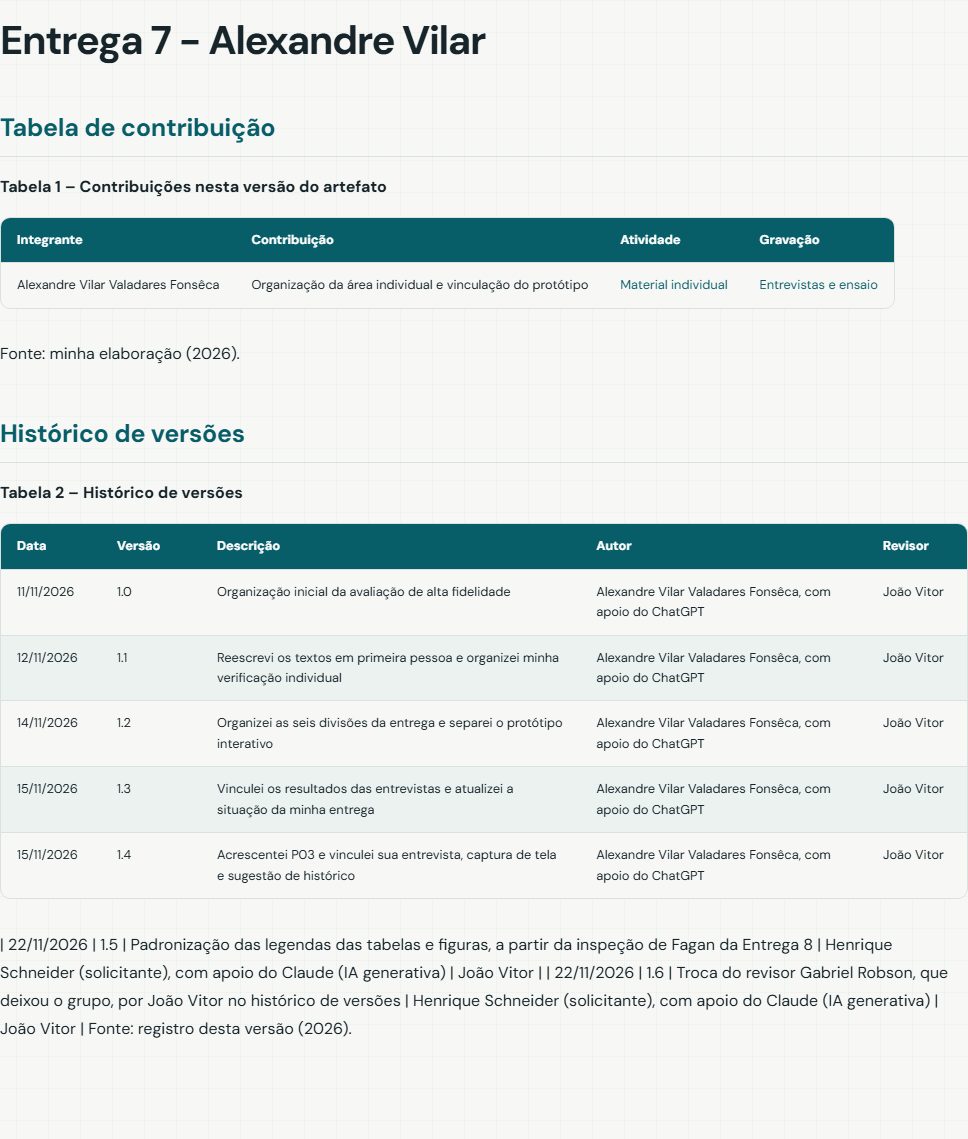 Entrega 7 - Alexandre Vilar
Tabela de contribuição
Tabela 1 – Contribuições nesta versão do artefato
Integrante Contribuição Atividade Gravação
Alexandre Vilar Valadares Fonsêca Organização da área individual e vinculação do protótipo Material individual Entrevistas e ensaio
Fonte: minha elaboração (2026).
Histórico de versões
Tabela 2 – Histórico de versões
Data Versão Descrição Autor Revisor
11/11/2026 1.0 Organização inicial da avaliação de alta fidelidade Alexandre Vilar Valadares Fonsêca, com João Vitor
apoio do ChatGPT
12/11/2026 1.1 Reescrevi os textos em primeira pessoa e organizei minha Alexandre Vilar Valadares Fonsêca, com João Vitor
verificação individual apoio do ChatGPT
14/11/2026 1.2 Organizei as seis divisões da entrega e separei o protótipo Alexandre Vilar Valadares Fonsêca, com João Vitor
interativo apoio do ChatGPT
15/11/2026 1.3 Vinculei os resultados das entrevistas e atualizei a Alexandre Vilar Valadares Fonsêca, com João Vitor
situação da minha entrega apoio do ChatGPT
15/11/2026 1.4 Acrescentei P03 e vinculei sua entrevista, captura de tela Alexandre Vilar Valadares Fonsêca, com João Vitor
e sugestão de histórico apoio do ChatGPT
| 22/11/2026 | 1.5 | Padronização das legendas das tabelas e figuras, a partir da inspeção de Fagan da Entrega 8 | Henrique
Schneider (solicitante), com apoio do Claude (IA generativa) | João Vitor | | 22/11/2026 | 1.6 | Troca do revisor Gabriel Robson, que
deixou o grupo, por João Vitor no histórico de versões | Henrique Schneider (solicitante), com apoio do Claude (IA generativa) |
João Vitor | Fonte: registro desta versão (2026).